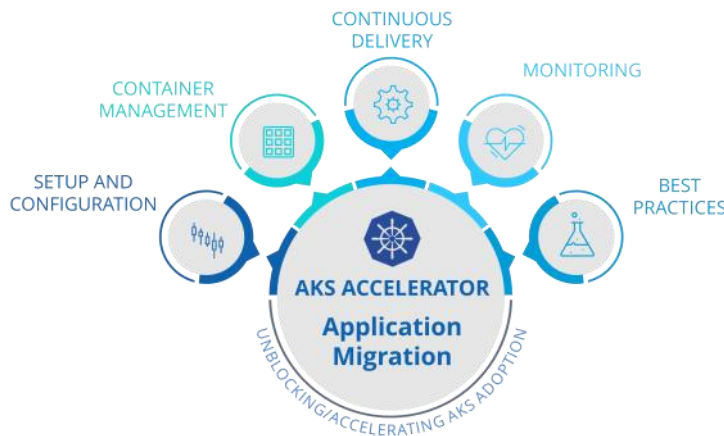 CONTINUOUS
DELIVERY
CONTAINER
MANAGEMENT
MONITORING
SETUP AND
CONFIGURATION
BEST
PRACTICES
AKS ACCELERATOR
Application
Migration
UNBLOCKING/ACCELERATING AKS ADOPTION